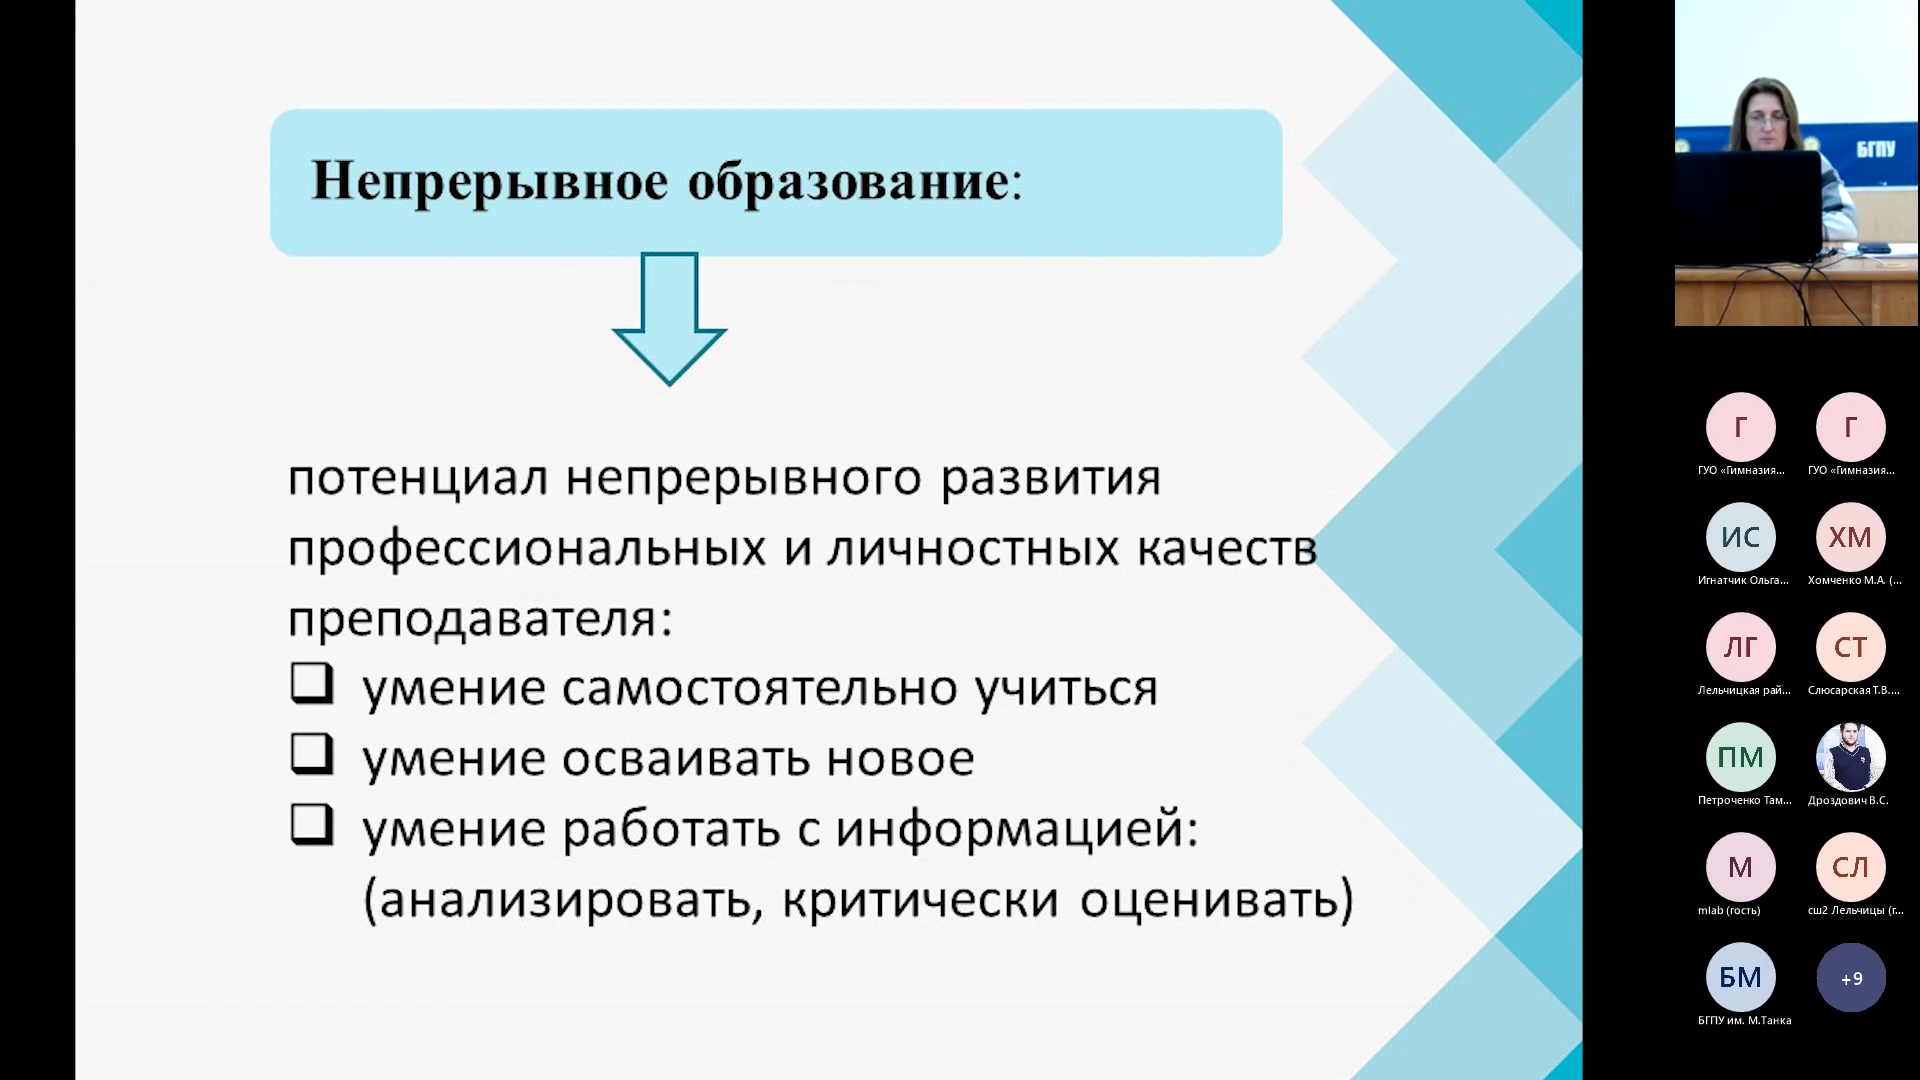 Непрерывное образование:
потенциал непрерывного развития
профессиональных и личностных качеств
преподавателя:
умение самостоятельно учиться
умение осваивать новое
умение работать с информацией:
(анализировать, критически оценивать)
БГПУ
Г
Г
ГУО «Гимназия...
ГУО «Гимназия...
ИС
ХМ
Игнатчик Ольга...
Хомченко М.А. (...
ЛГ
СТ
Лельчицкая рай...
Слюсарская Т.В....
ПМ
Петроченко Там...
Дроздович В.С.
М
СЛ
mlab (гость)
сш2 Лельчицы (г...
БМ
+9
БГПУ им. М.Танка